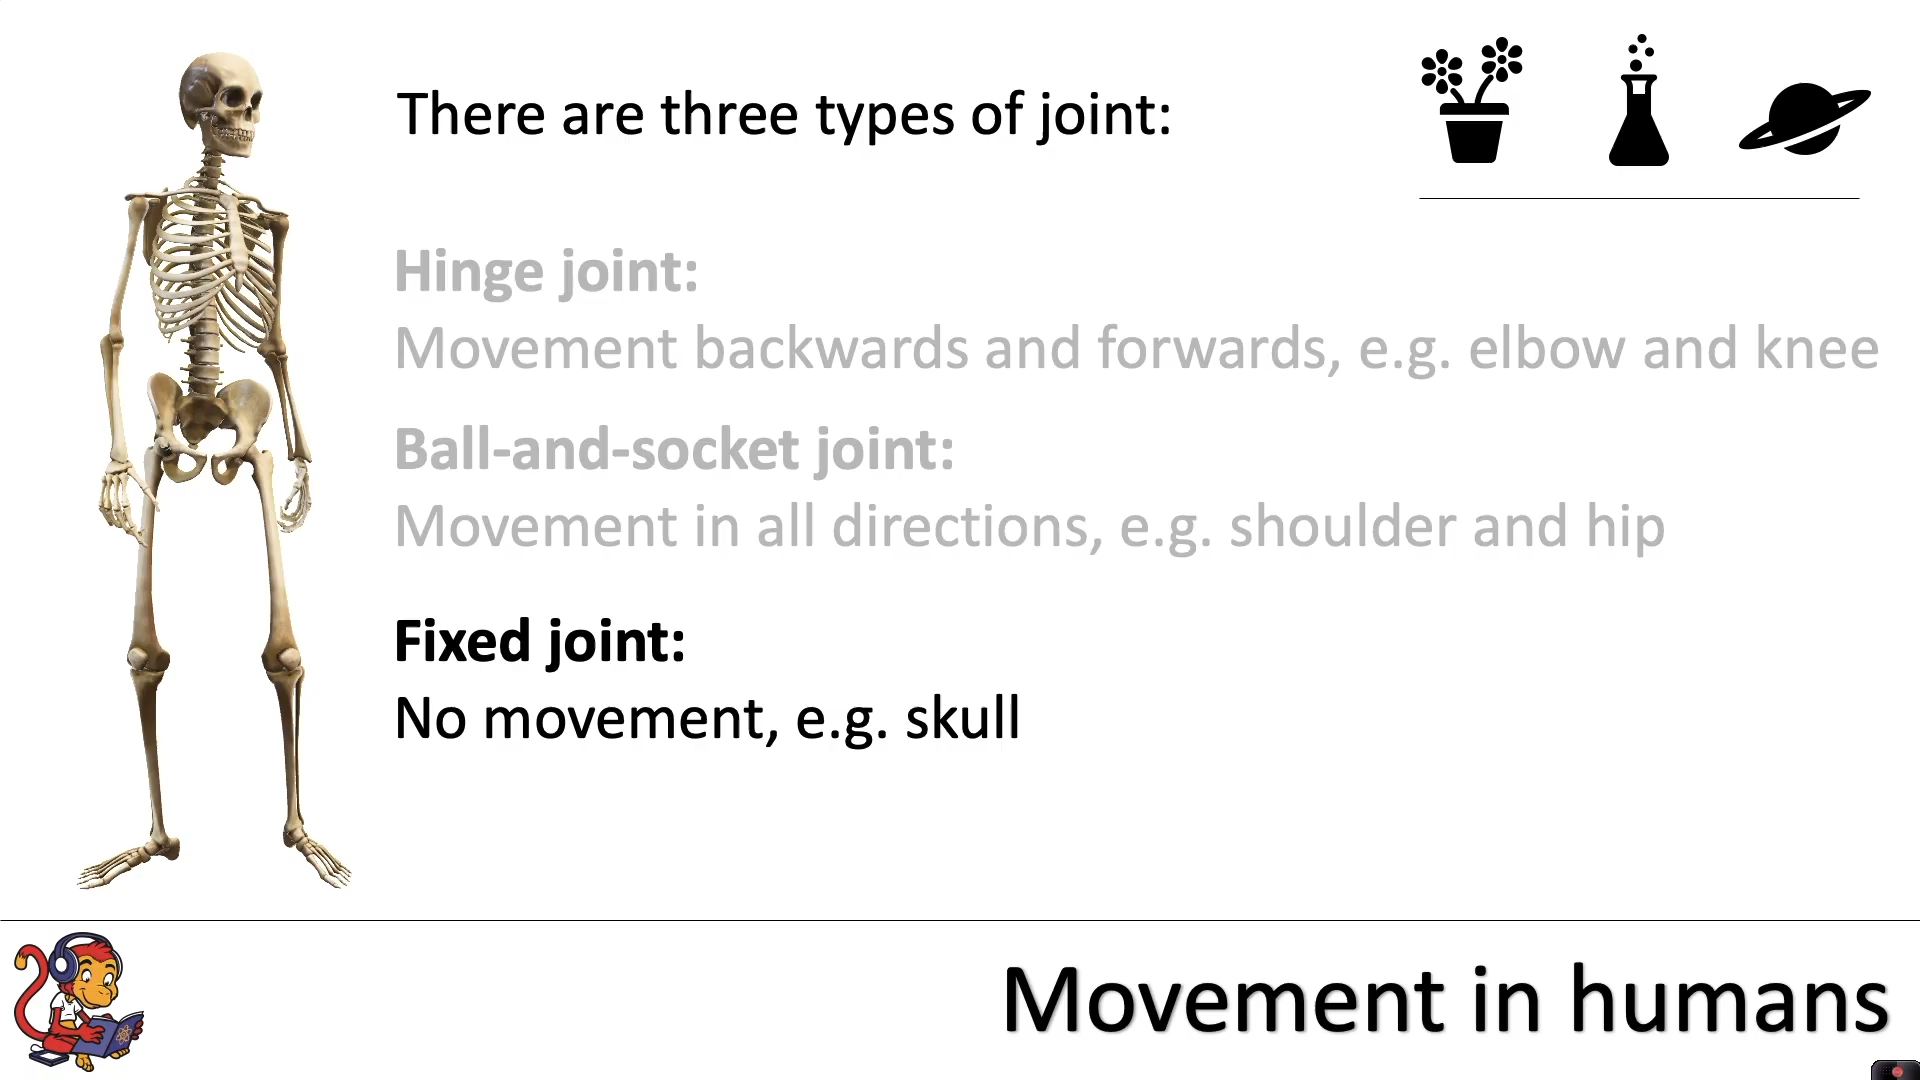 There are three types of joint:
Hinge joint:
Movement backwards and forwards, e.g. elbow and knee
Ball-and-socket joint:
Movement in all directions, e.g. shoulder and hip
Fixed joint:
No movement, e.g. skull
Movement in humans